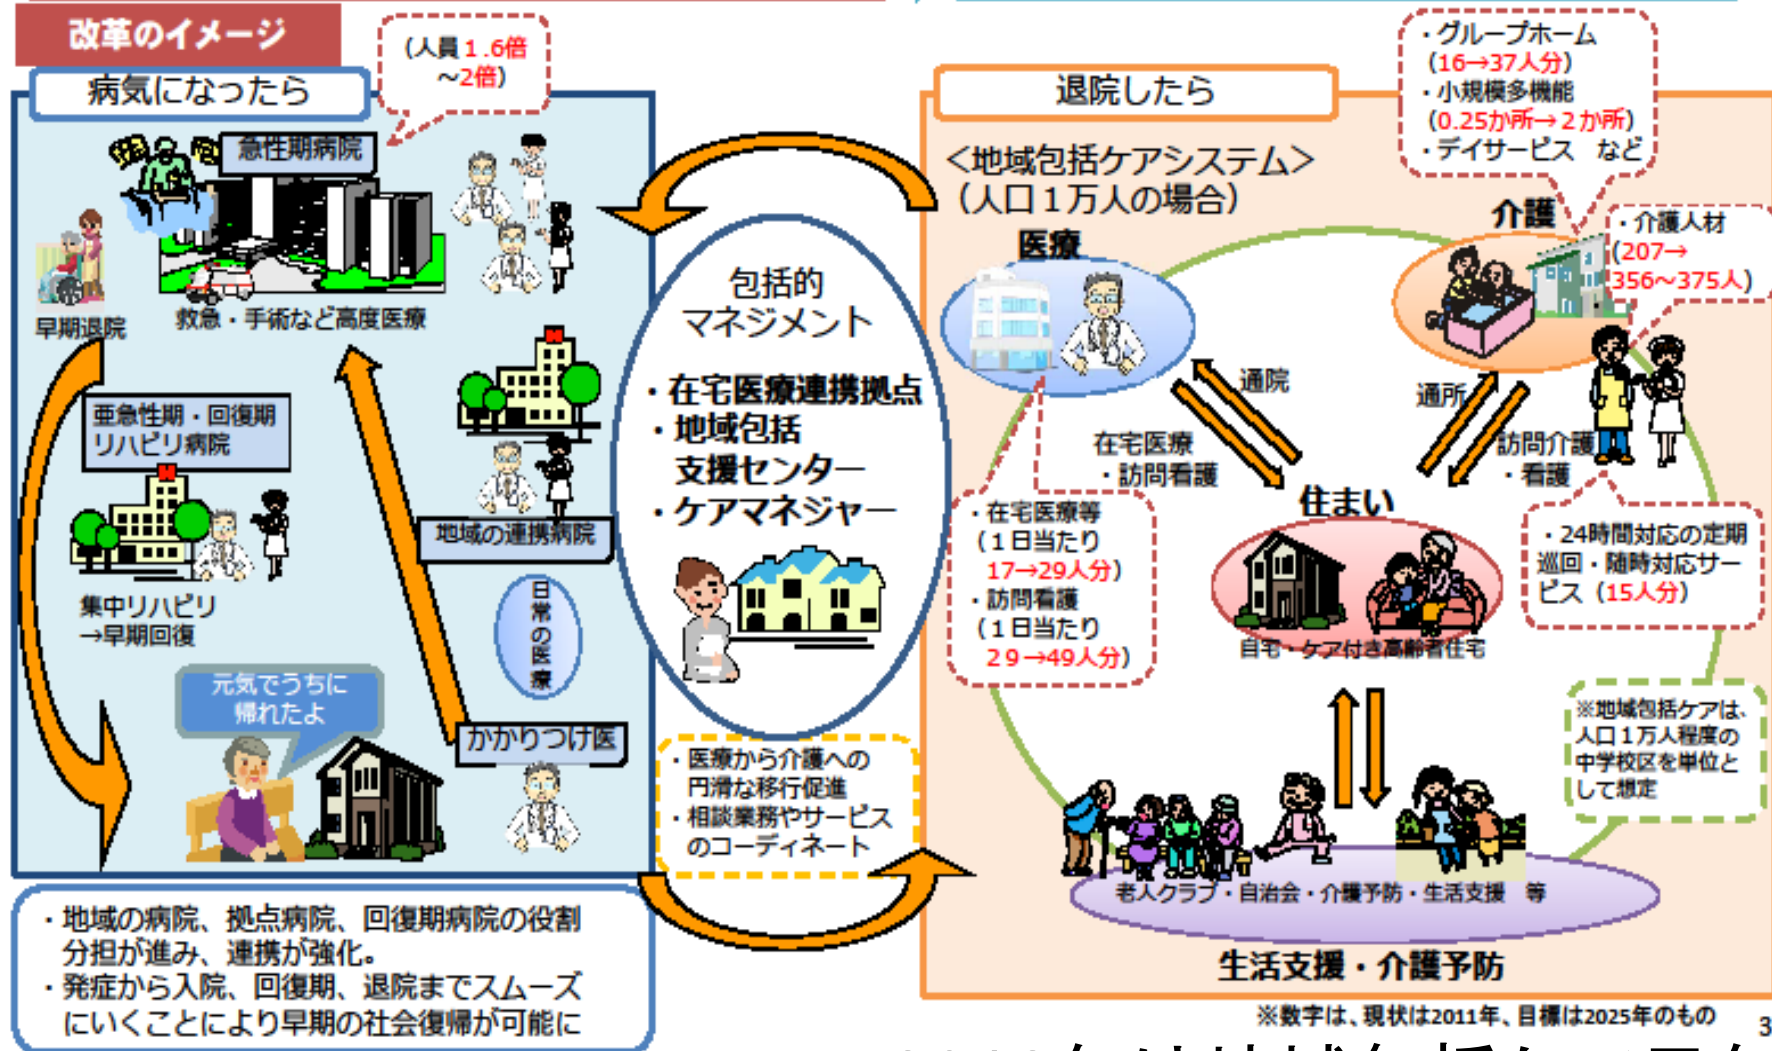 改革のイメージ
病気になったら
(人員1.6倍
～2倍)
急性期病院
早期退院
救急・手術など高度医療
亜急性期・回復期
リハビリ病院
集中リハビリ
→早期回復
地域の連携病院
日常の医療
元気でうちに
帰れたよ
かかりつけ医
・地域の病院、拠点病院、回復期病院の役割
分担が進み、連携が強化。
・発症から入院、回復期、退院までスムーズ
にいくことにより早期の社会復帰が可能に
包括的
マネジメント
・在宅医療連携拠点
・地域包括
支援センター
・ケアマネジャー
・医療から介護への
円滑な移行促進
・相談業務やサービス
のコーディネート
退院したら
＜地域包括ケアシステム＞
(人口1万人の場合)
・グループホーム
(16→37人分)
・小規模多機能
(0.25か所→2か所)
・デイサービス など
介護
・介護人材
(207→
356～375人)
医療
通院
在宅医療
・訪問看護
通所
訪問介護
・看護
・在宅医療等
(1日当たり
17→29人分)
・訪問看護
(1日当たり
29→49人分)
住まい
自宅・ケア付き高齢者住宅
・24時間対応の定期
巡回・随時対応サー
ビス (15人分)
※地域包括ケアは、
人口1万人程度の
中学校区を単位と
して想定
老人クラブ・自治会・介護予防・生活支援 等
生活支援・介護予防
※数字は、現状は2011年、目標は2025年のもの
3